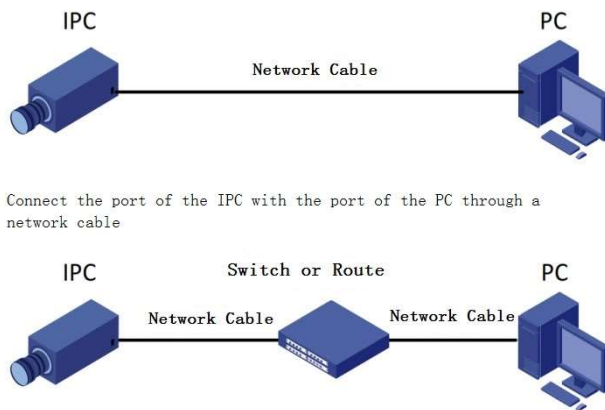 IPC
PC
Network Cable
Connect the port of the IPC with the port of the PC through a
network cable
IPC
Switch or Route
PC
Network Cable
Network Cable